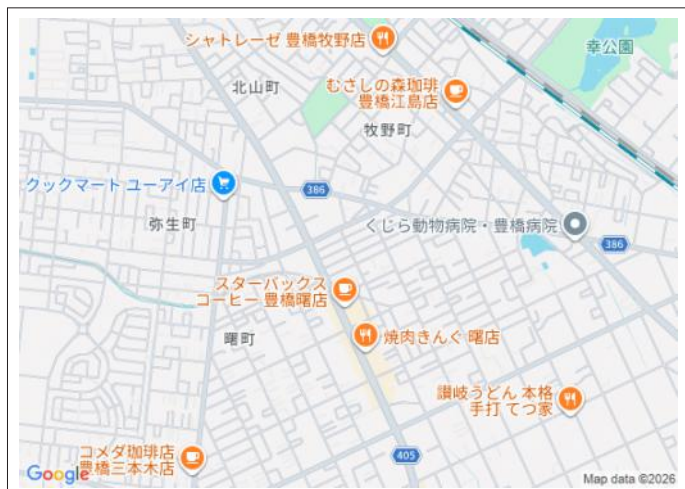 シャトレーゼ 豊橋牧野店
幸公園
北山町
むさしの森珈琲
豊橋江島店
牧野町
クックマート ユーアイ店
386
弥生町
くじら動物病院・豊橋病院
386
スターバックス
コーヒー 豊橋曙店
曙町
焼肉きんぐ 曙店
讃岐うどん 本格
手打 てつ家
コメダ珈琲店
豊橋三本木店
405
Google
Map data ©2026